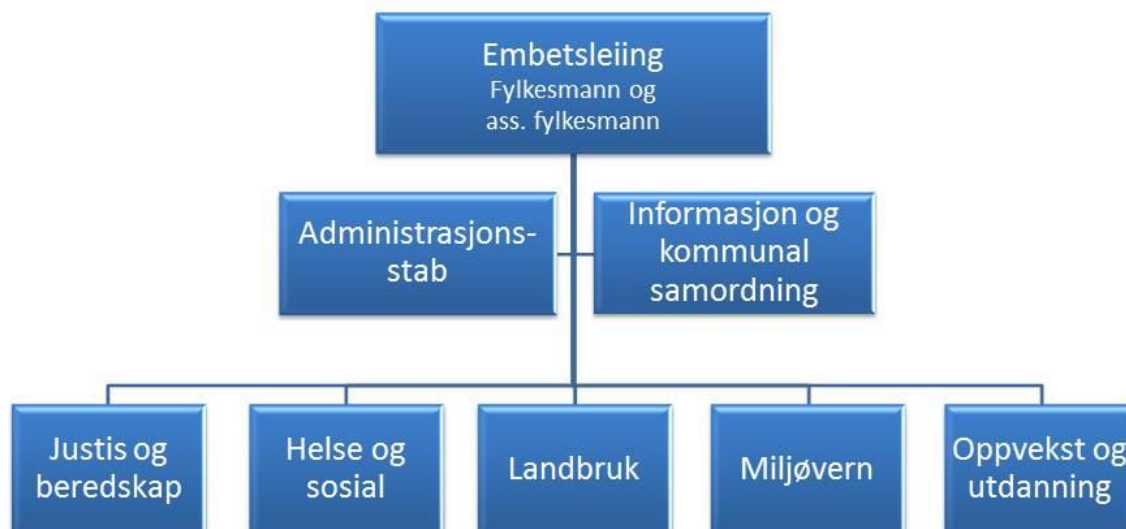 Embetsleiing
Fylkesmann og
ass. fylkesmann
Administrasjons-
stab
Informasjon og
kommunal
samordning
Justis og
beredskap
Helse og
sosial
Landbruk
Miljøvern
Oppvekst og
utdanning